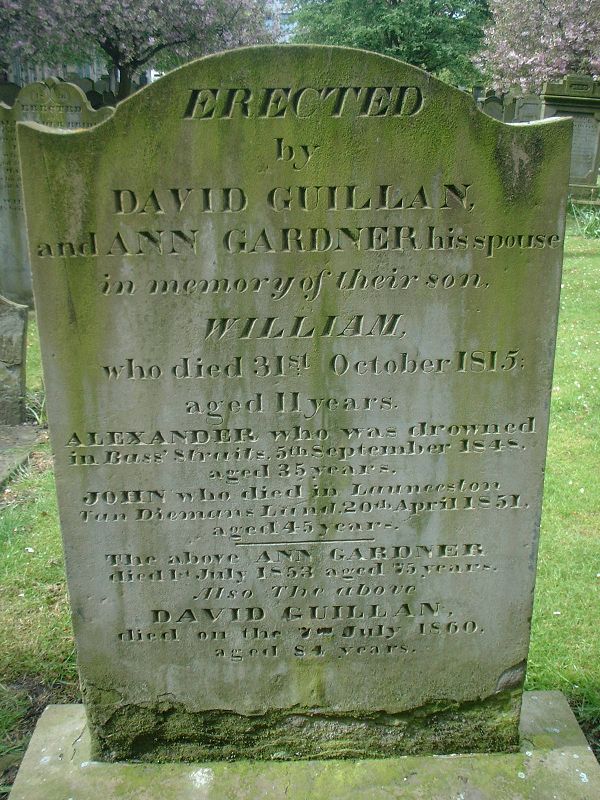 ERECTED
by
DAVID GUILLAN,
and ANN GARDNER his spouse
in memory of their son,
WILLIAM,
who died 31st October 1815;
aged 11 years.
ALEXANDER who was drowned
in Bass' Straits, 5th September 1848,
aged 35 years.
JOHN who died in Launceston
Van Diemans Land, 20th April 1851,
aged 45 years.
The above ANN GARDNER
died 1st July 1853 aged 75 years.
Also The above
DAVID GUILLAN,
died on the 7th July 1860,
aged 84 years.